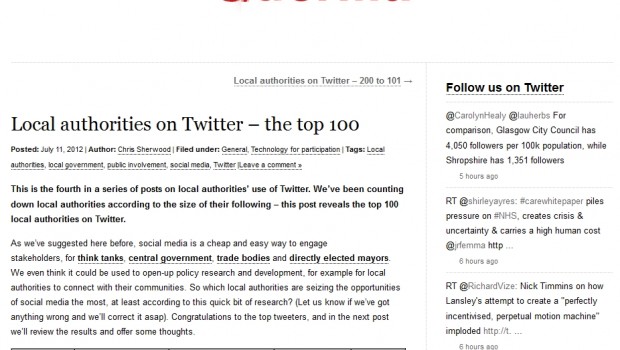 Local authorities on Twitter – 200 to 101 →
Local authorities on Twitter – the top 100
Posted: July 11, 2012 | Author: Chris Sherwood | Filed under: General, Technology for participation | Tags: Local
authorities, local government, public involvement, social media, Twitter |Leave a comment »
This is the fourth in a series of posts on local authorities' use of Twitter. We've been counting
down local authorities according to the size of their following – this post reveals the top 100
local authorities on Twitter.
As we've suggested here before, social media is a cheap and easy way to engage
stakeholders, for think tanks, central government, trade bodies and directly elected mayors.
We even think it could be used to open-up policy research and development, for example for local
authorities to connect with their communities. So which local authorities are seizing the opportunities
of social media the most, at least according to this quick bit of research? (Let us know if we've got
anything wrong and we'll correct it asap). Congratulations to the top tweeters, and in the next post
we'll review the results and offer some thoughts.
Follow us on Twitter
@CarolynHealy @lauherbs For
comparison, Glasgow City Council has
4,050 followers per 100k population, while
Shropshire has 1,351 followers
5 hours ago
RT @shirleyayres: #carewhitepaper piles
pressure on #NHS, creates crisis &
uncertainty & carries a high human cost
@jrfemma http ...
6 hours ago
RT @RichardVize: Nick Timmins on how
Lansley's attempt to create a "perfectly
incentivised, perpetual motion machine"
imploded http://t. ...
6 hours ago